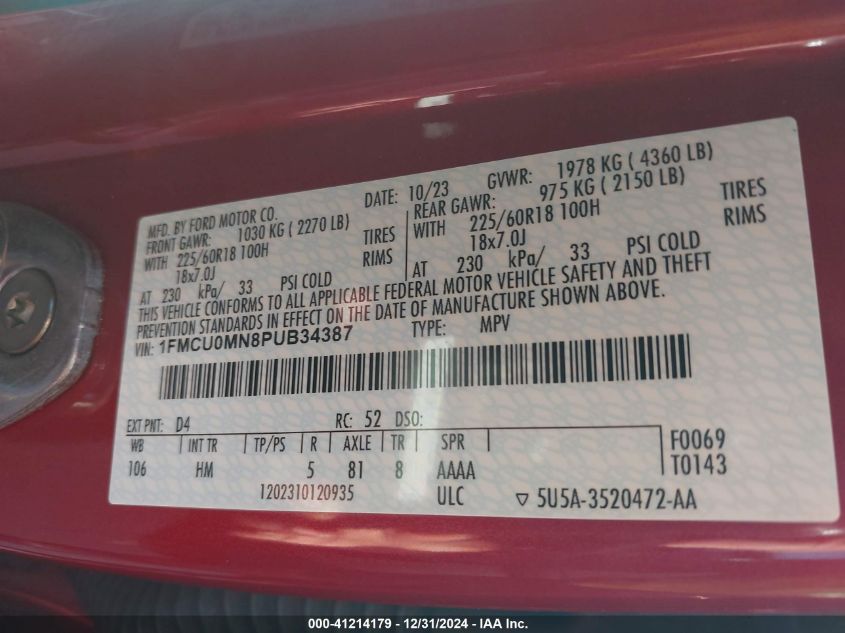 MFD. BY FORD MOTOR CO. DATE: 10/23 GVWR: 1978 KG ( 4360 LB)
FRONT GAWR: 1030 KG ( 2270 LB) REAR GAWR: 975 KG ( 2150 LB)
WITH 225/60R18 100H TIRES WITH 225/60R18 100H TIRES
18x7.0J RIMS 18x7.0J RIMS
AT 230 kPa/ 33 PSI COLD AT 230 kPa/ 33 PSI COLD
THIS VEHICLE CONFORMS TO ALL APPLICABLE FEDERAL MOTOR VEHICLE SAFETY AND THEFT
PREVENTION STANDARDS IN EFFECT ON THE DATE OF MANUFACTURE SHOWN ABOVE.
VIN: 1FMCU0MN8PUB34387 TYPE: MPV
EXT PNT: D4 RC: 52 DSO:
WB INT TR TP/PS R AXLE TR SPR F0069
106 HM 5 81 8 AAAA T0143
1202310120935 ULC ▽ 5U5A-3520472-AA
000-41214179 - 12/31/2024 - IAA Inc.